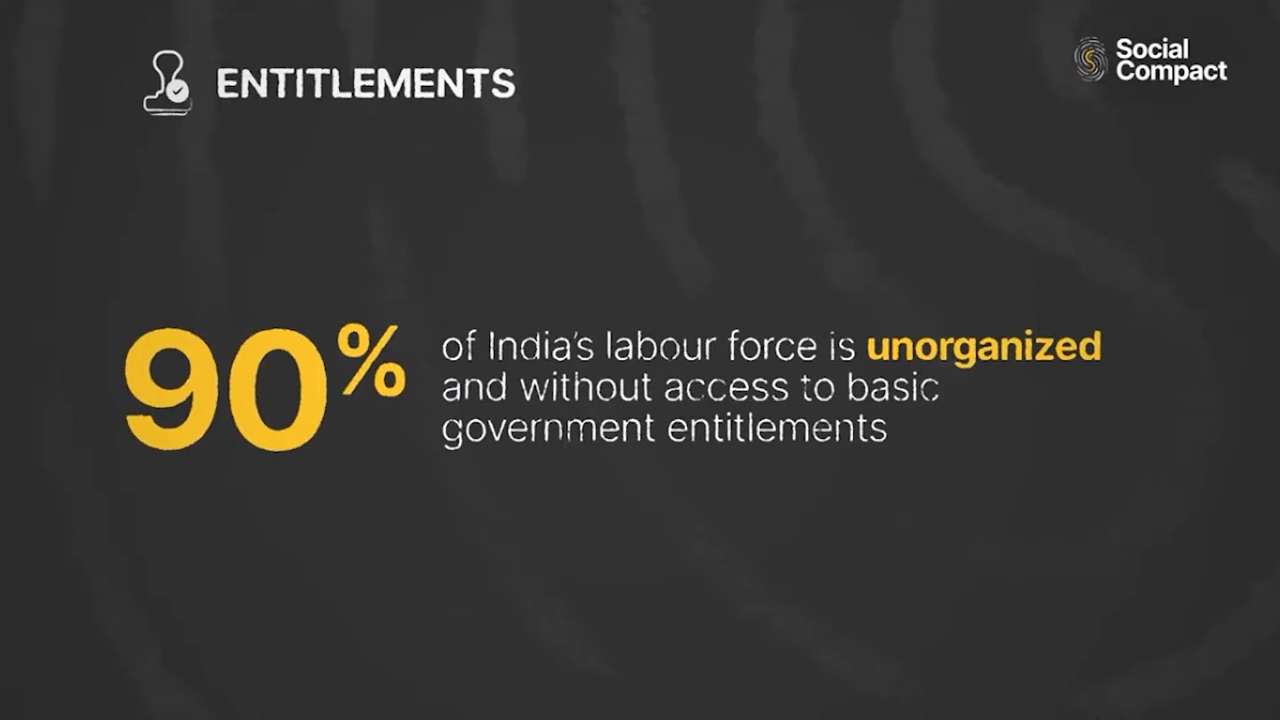 ENTITLEMENTS
Social
Compact
90%
of India's labour force is unorganized
and without access to basic
government entitlements